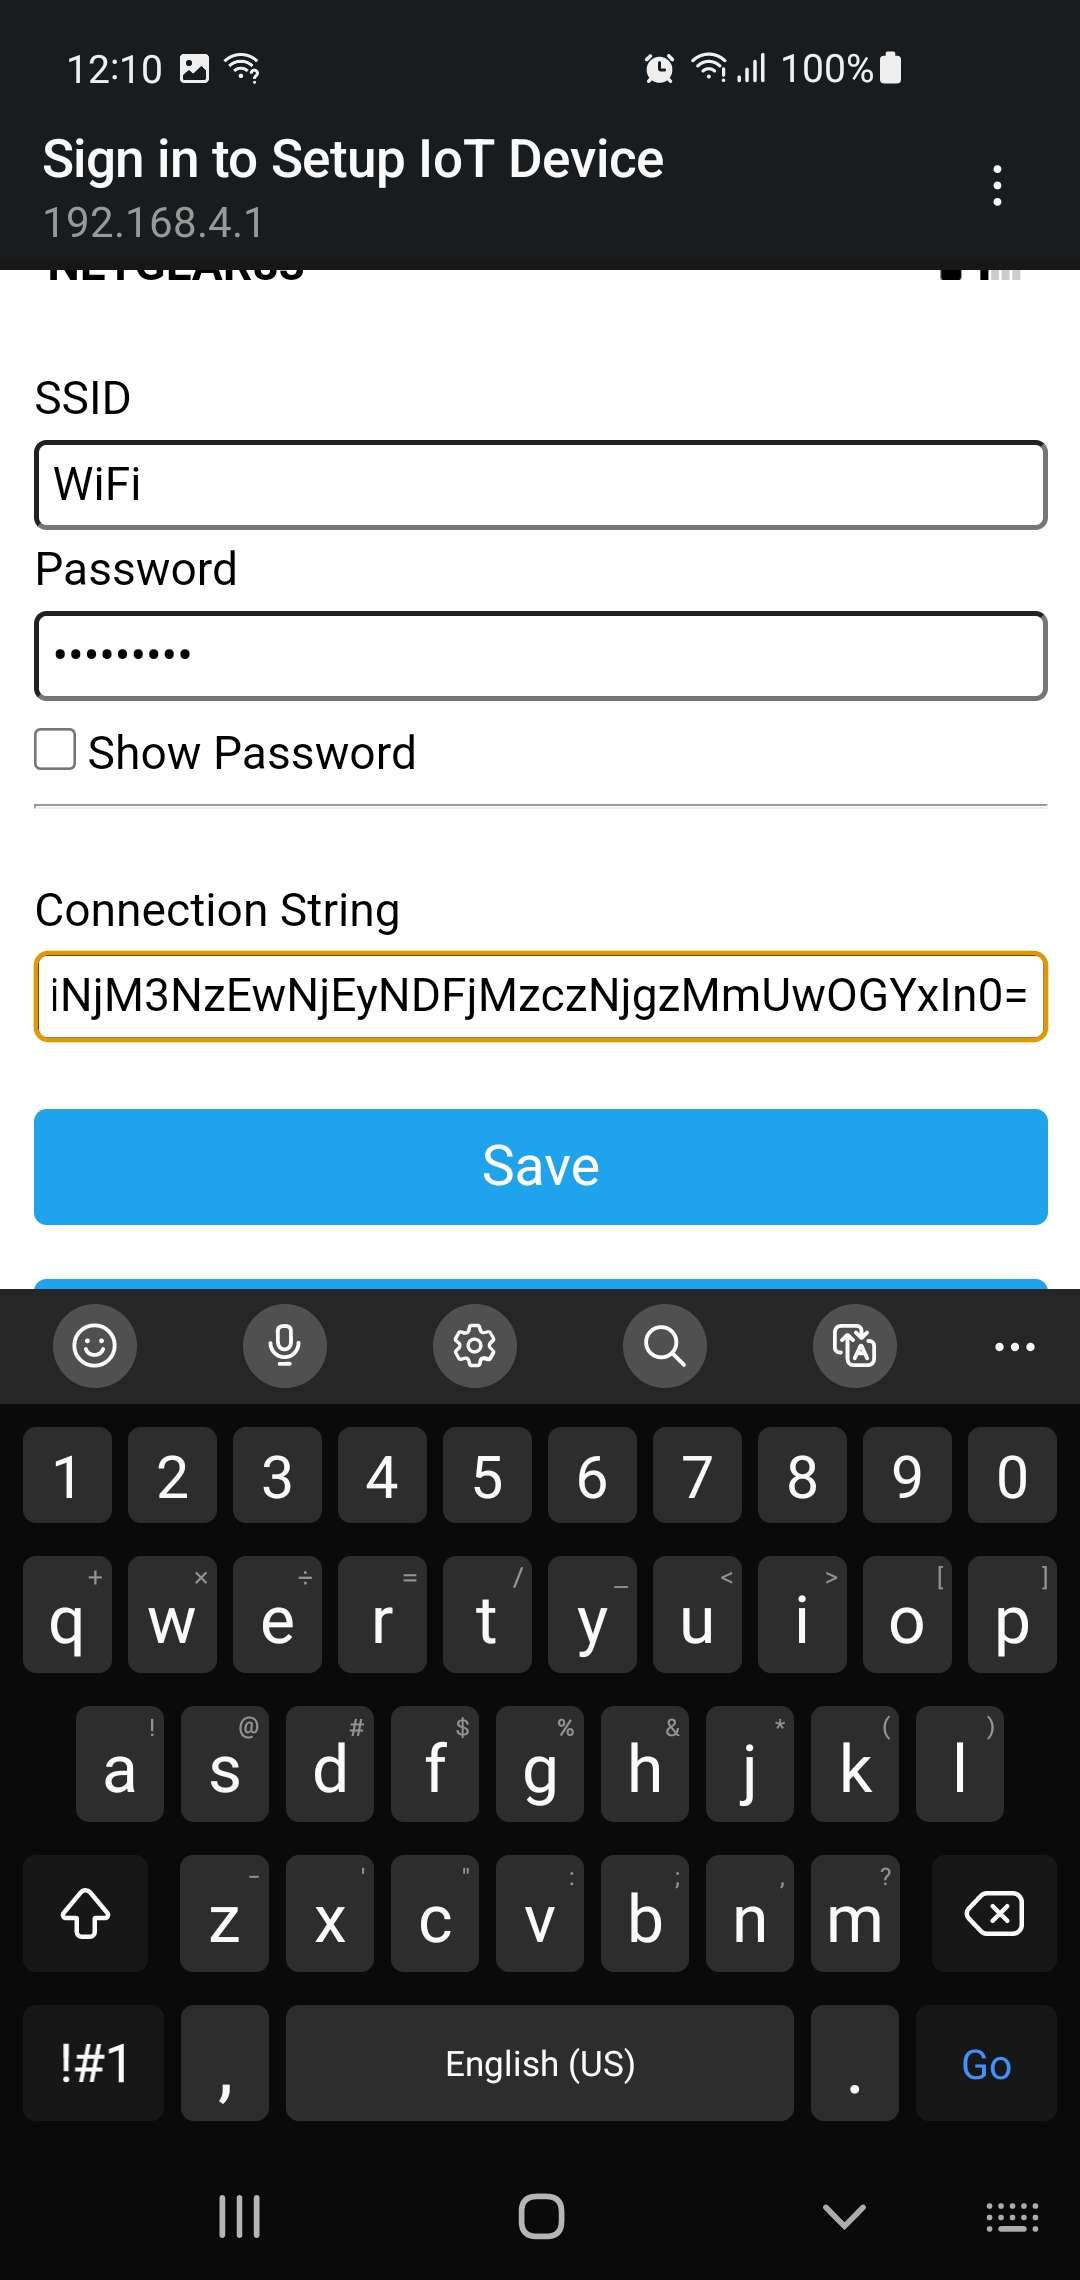 12:10 100%
Sign in to Setup IoT Device
192.168.4.1
SSID
WiFi
Password
•••••••••
Show Password
Connection String
iNjM3NzEwNjEyNDFjMzczNjgzMmUwOGYxIn0=
Save
1 2 3 4 5 6 7 8 9 0
+ × ÷ = / _ < > [ ]
q w e r t y u i o p
! @ # $ % & * ( )
a s d f g h j k l
- ' " : ; , ?
z x c v b n m
!#1 , English (US) . Go